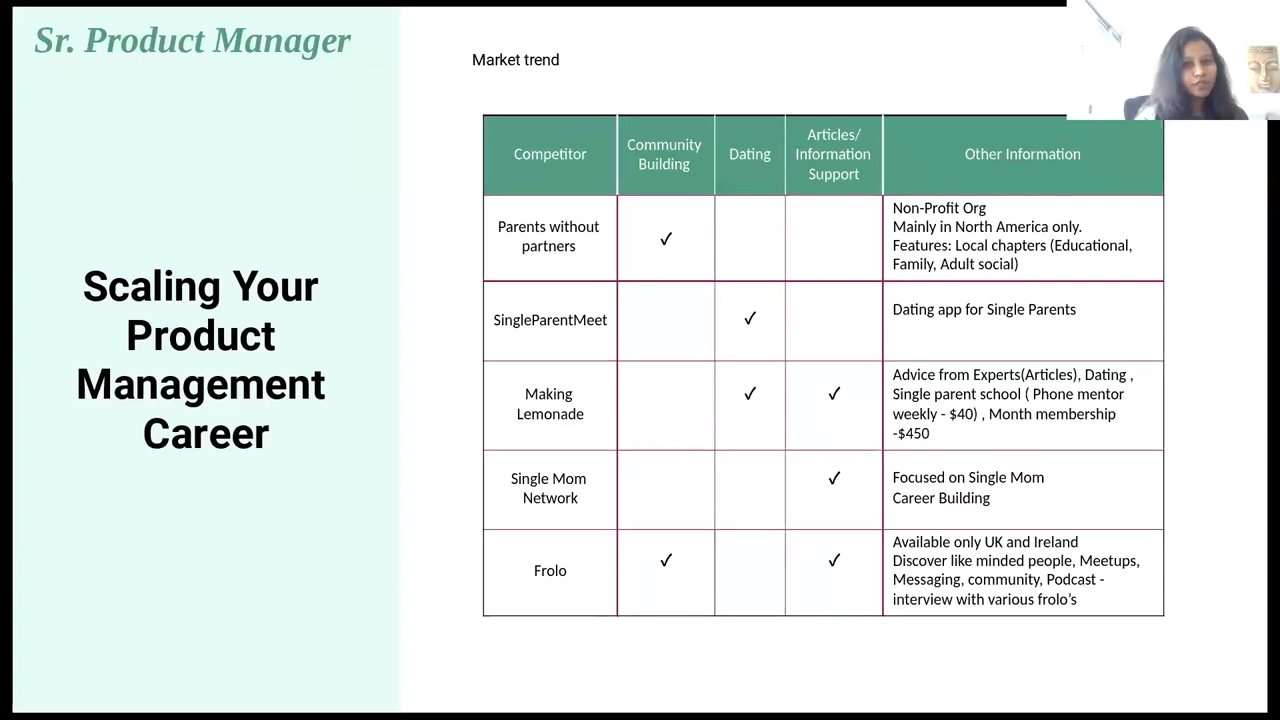 Sr. Product Manager
Scaling Your
Product
Management
Career
Market trend
Competitor
Community
Building
Dating
Articles/
Information
Support
Other Information
Parents without
partners
✓
Non-Profit Org
Mainly in North America only.
Features: Local chapters (Educational,
Family, Adult social)
SingleParentMeet
✓
Dating app for Single Parents
Making
Lemonade
✓
✓
Advice from Experts(Articles), Dating ,
Single parent school ( Phone mentor
weekly - $40) , Month membership
-$450
Single Mom
Network
✓
Focused on Single Mom
Career Building
Frolo
✓
✓
Available only UK and Ireland
Discover like minded people, Meetups,
Messaging, community, Podcast -
interview with various frolo’s